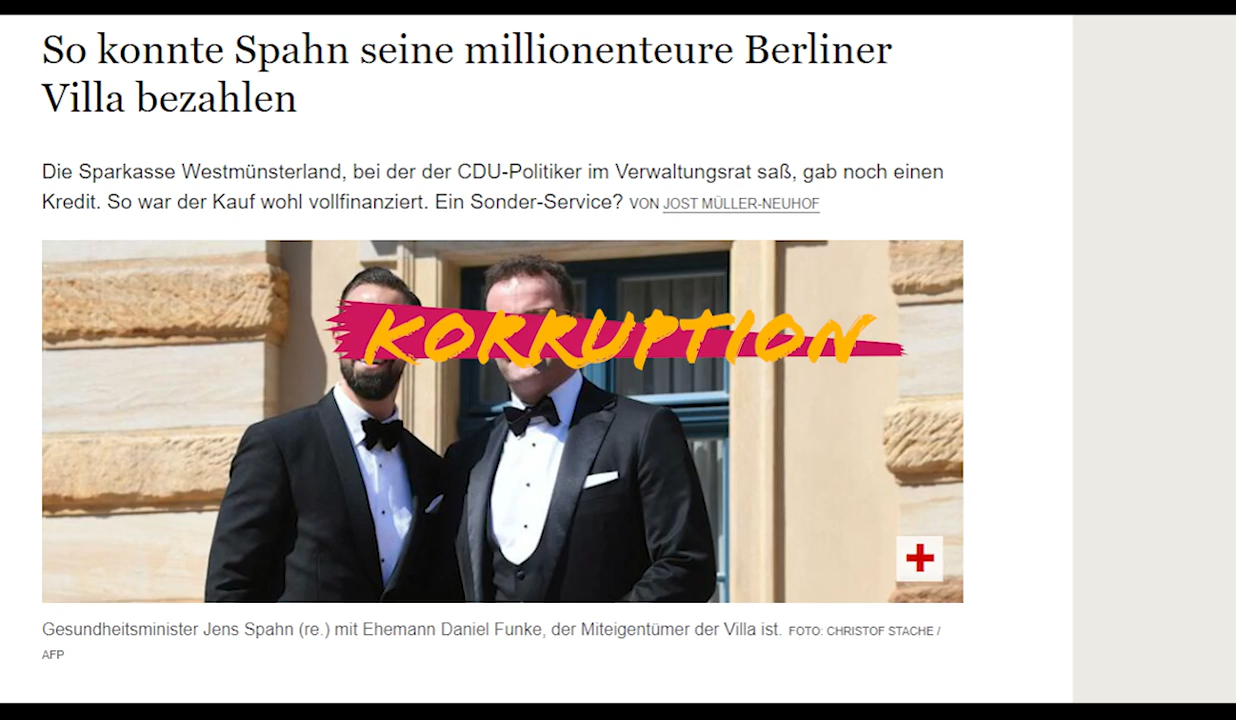 So konnte Spahn seine millionenteure Berliner
Villa bezahlen
Die Sparkasse Westmünsterland, bei der der CDU-Politiker im Verwaltungsrat saß, gab noch einen
Kredit. So war der Kauf wohl vollfinanziert. Ein Sonder-Service? VON JOST MÜLLER-NEUHOF
KORRUPTION
Gesundheitsminister Jens Spahn (re.) mit Ehemann Daniel Funke, der Miteigentümer der Villa ist. FOTO: CHRISTOF STACHE /
AFP